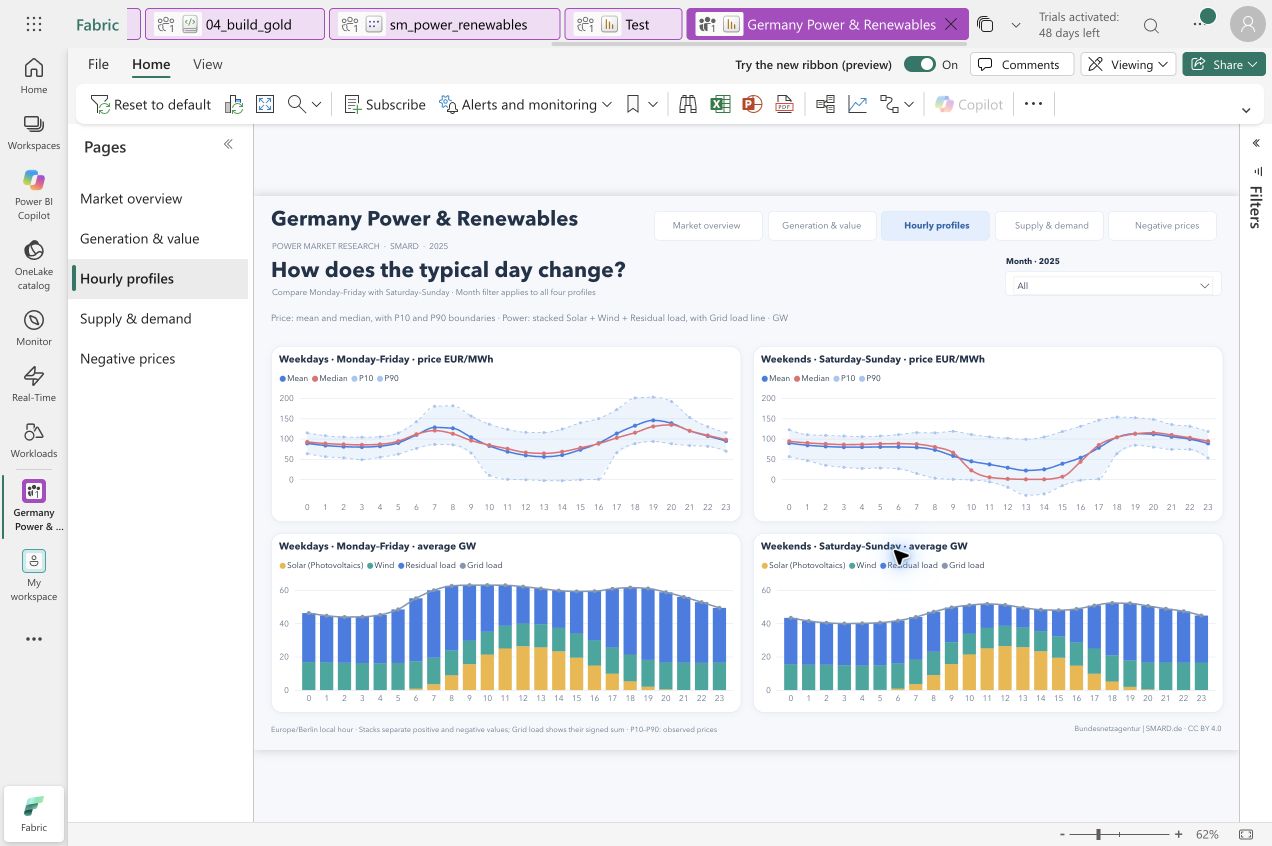 Fabric
04_build_gold
sm_power_renewables
Test
Germany Power & Renewables
Trials activated:
48 days left
File
Home
View
Try the new ribbon (preview)
On
Comments
Viewing
Share
Reset to default
Subscribe
Alerts and monitoring
Copilot
Home
Workspaces
Power BI
Copilot
OneLake
catalog
Monitor
Real-Time
Workloads
Germany
Power & ...
My
workspace
Fabric
Pages
Market overview
Generation & value
Hourly profiles
Supply & demand
Negative prices
Filters
Germany Power & Renewables
Market overview
Generation & value
Hourly profiles
Supply & demand
Negative prices
POWER MARKET RESEARCH · SMARD · 2025
How does the typical day change?
Month · 2025
All
Compare Monday-Friday with Saturday-Sunday · Month filter applies to all four profiles
Price: mean and median, with P10 and P90 boundaries · Power: stacked Solar + Wind + Residual load, with Grid load line · GW
Weekdays · Monday-Friday · price EUR/MWh
Mean Median P10 P90
200
150
100
50
0
0 1 2 3 4 5 6 7 8 9 10 11 12 13 14 15 16 17 18 19 20 21 22 23
Weekends · Saturday-Sunday · price EUR/MWh
Mean Median P10 P90
200
150
100
50
0
0 1 2 3 4 5 6 7 8 9 10 11 12 13 14 15 16 17 18 19 20 21 22 23
Weekdays · Monday-Friday · average GW
Solar (Photovoltaics) Wind Residual load Grid load
60
40
20
0
0 1 2 3 4 5 6 7 8 9 10 11 12 13 14 15 16 17 18 19 20 21 22 23
Weekends · Saturday-Sunday · average GW
Solar (Photovoltaics) Wind Residual load Grid load
60
40
20
0
0 1 2 3 4 5 6 7 8 9 10 11 12 13 14 15 16 17 18 19 20 21 22 23
Europe/Berlin local hour · Stacks separate positive and negative values; Grid load shows their signed sum · P10-P90: observed prices
Bundesnetzagentur | SMARD.de · CC BY 4.0
- + 62%